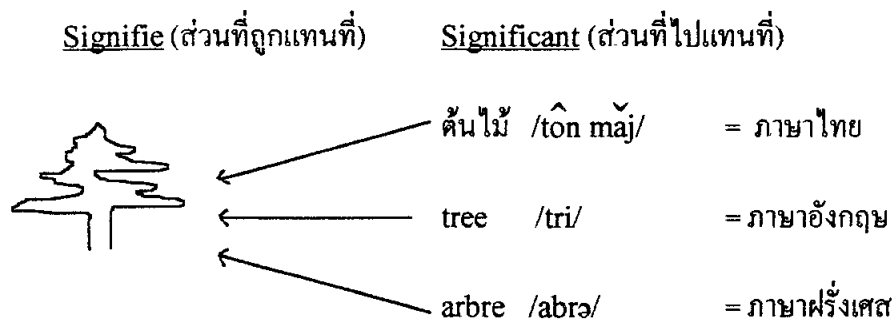 Signifie (ส่วนที่ถูกแทนที่) Significant (ส่วนที่ไปแทนที่)
ต้นไม้ /tôn mǎj/ = ภาษาไทย
tree /tri/ = ภาษาอังกฤษ
arbre /abrə/ = ภาษาฝรั่งเศส